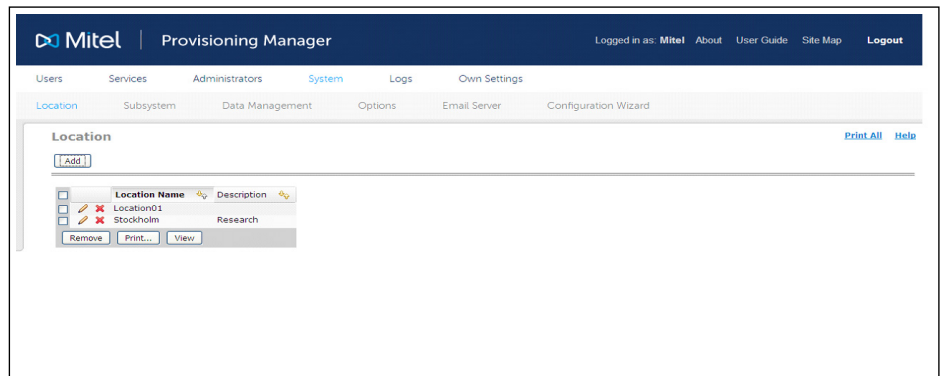 Mitel | Provisioning Manager Logged in as: Mitel About User Guide Site Map Logout
Users Services Administrators System Logs Own Settings
Location Subsystem Data Management Options Email Server Configuration Wizard
Location Print All Help
Add
Location Name Description
Location01
Stockholm Research
Remove Print... View